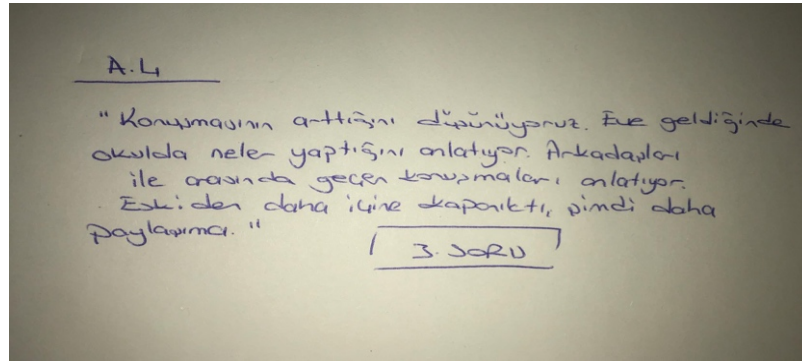 A.4
"Konuşmasının arttığını düşünüyoruz. Eve geldiğinde
okulda neler yaptığını anlatıyor. Arkadaşları
ile arasında geçen konuşmaları anlatıyor.
Eskiden daha içine kapanıktı, şimdi daha
paylaşımcı."
3. SORU